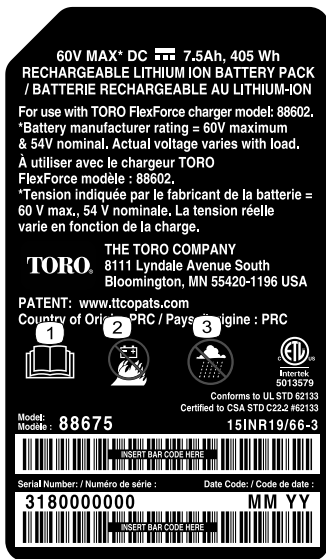 60V MAX* DC 7.5Ah, 405 Wh
RECHARGEABLE LITHIUM ION BATTERY PACK
/ BATTERIE RECHARGEABLE AU LITHIUM-ION
For use with TORO FlexForce charger model: 88602.
*Battery manufacturer rating = 60V maximum
& 54V nominal. Actual voltage varies with load.
À utiliser avec le chargeur TORO
FlexForce modèle : 88602.
*Tension indiquée par le fabricant de la batterie =
60 V max., 54 V nominale. La tension réelle
varie en fonction de la charge.
TORO®
THE TORO COMPANY
8111 Lyndale Avenue South
Bloomington, MN 55420-1196 USA
PATENT: www.ttcopats.com
Country of Origin: PRC / Pays d'origine : PRC
1
2
3
c ETL us
Intertek
5013579
Conforms to UL STD 62133
Certified to CSA STD C22.2 #62133
Model:
Modèle : 88675
15INR19/66-3
INSERT BAR CODE HERE
Serial Number: / Numéro de série :
Date Code: / Code de date :
3180000000
MM YY
INSERT BAR CODE HERE